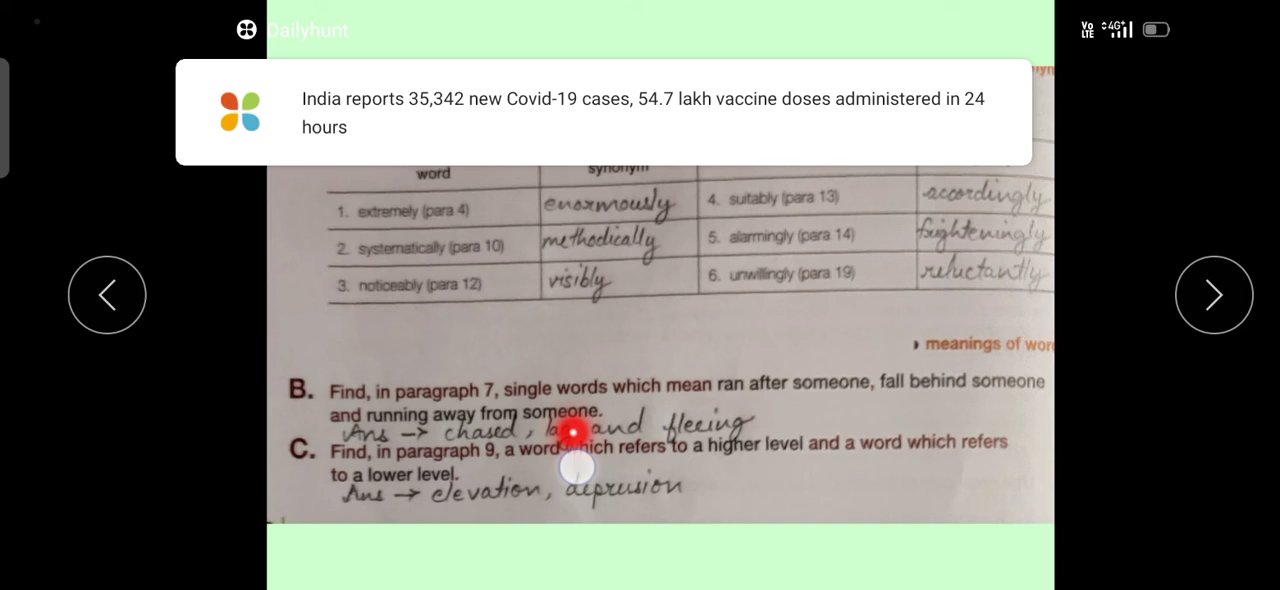 Dailyhunt
Vo LTE 4G+
India reports 35,342 new Covid-19 cases, 54.7 lakh vaccine doses administered in 24
hours
word synonym
1. extremely (para 4) enormously 4. suitably (para 13) accordingly
2. systematically (para 10) methodically 5. alarmingly (para 14) frighteningly
3. noticeably (para 12) visibly 6. unwillingly (para 19) reluctantly
meanings of
B. Find, in paragraph 7, single words which mean ran after someone, fall behind someone
and running away from someone.
Ans → chased, and fleeing
C. Find, in paragraph 9, a word which refers to a higher level and a word which refers
to a lower level.
Ans → elevation, depression